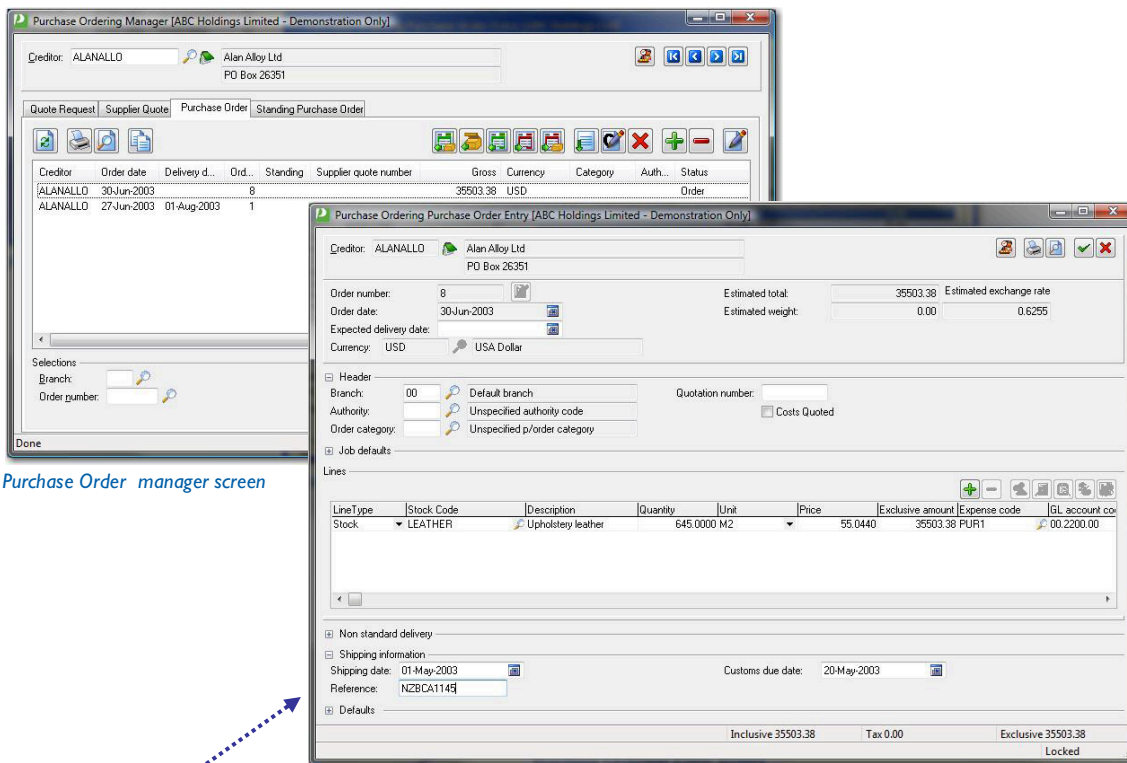 Purchase Ordering Manager [ABC Holdings Limited - Demonstration Only]
Creditor: ALANALLO Alan Alloy Ltd
PO Box 26351
Quote Request Supplier Quote Purchase Order Standing Purchase Order
Creditor Order date Delivery d... Ord... Standing Supplier quote number Gross Currency Category Auth... Status
ALANALLO 30-Jun-2003 8 35503.38 USD Order
ALANALLO 27-Jun-2003 01-Aug-2003 1
Selections
Branch:
Order number:
Done
Purchase Order manager screen
Purchase Ordering Purchase Order Entry [ABC Holdings Limited - Demonstration Only]
Creditor: ALANALLO Alan Alloy Ltd
PO Box 26351
Order number: 8 Estimated total: 35503.38 Estimated exchange rate
Order date: 30-Jun-2003 Estimated weight: 0.00 0.6255
Expected delivery date:
Currency: USD USA Dollar
Header
Branch: 00 Default branch Quotation number:
Authority: Unspecified authority code Costs Quoted
Order category: Unspecified p/order category
Job defaults
Lines
LineType Stock Code Description Quantity Unit Price Exclusive amount Expense code GL account co
Stock LEATHER Upholstery leather 645.0000 M2 55.0440 35503.38 PUR1 00.2200.00
Non standard delivery
Shipping information
Shipping date: 01-May-2003 Customs due date: 20-May-2003
Reference: NZBCA1145
Defaults
Inclusive 35503.38 Tax 0.00 Exclusive 35503.38
Locked